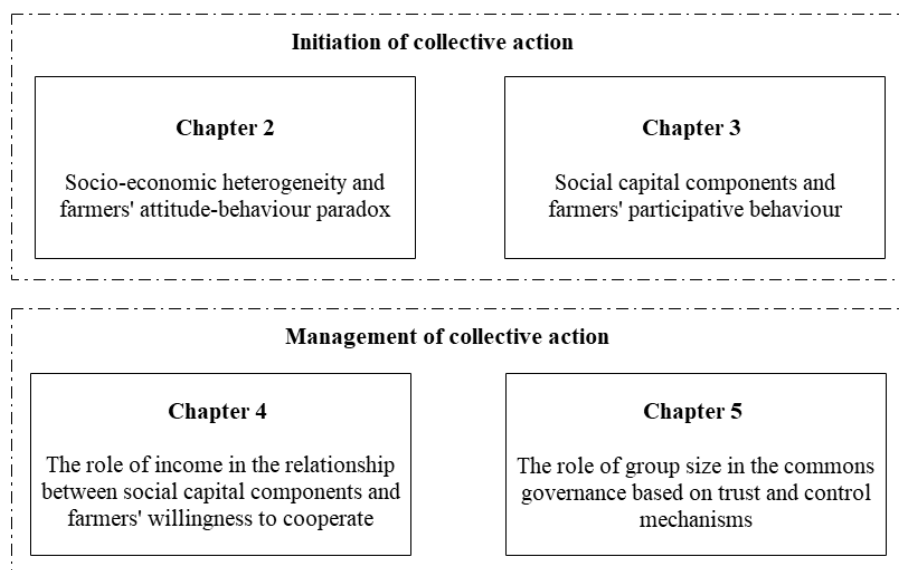 Initiation of collective action
Chapter 2
Socio-economic heterogeneity and
farmers' attitude-behaviour paradox
Chapter 3
Social capital components and
farmers' participative behaviour
Management of collective action
Chapter 4
The role of income in the relationship
between social capital components and
farmers' willingness to cooperate
Chapter 5
The role of group size in the commons
governance based on trust and control
mechanisms